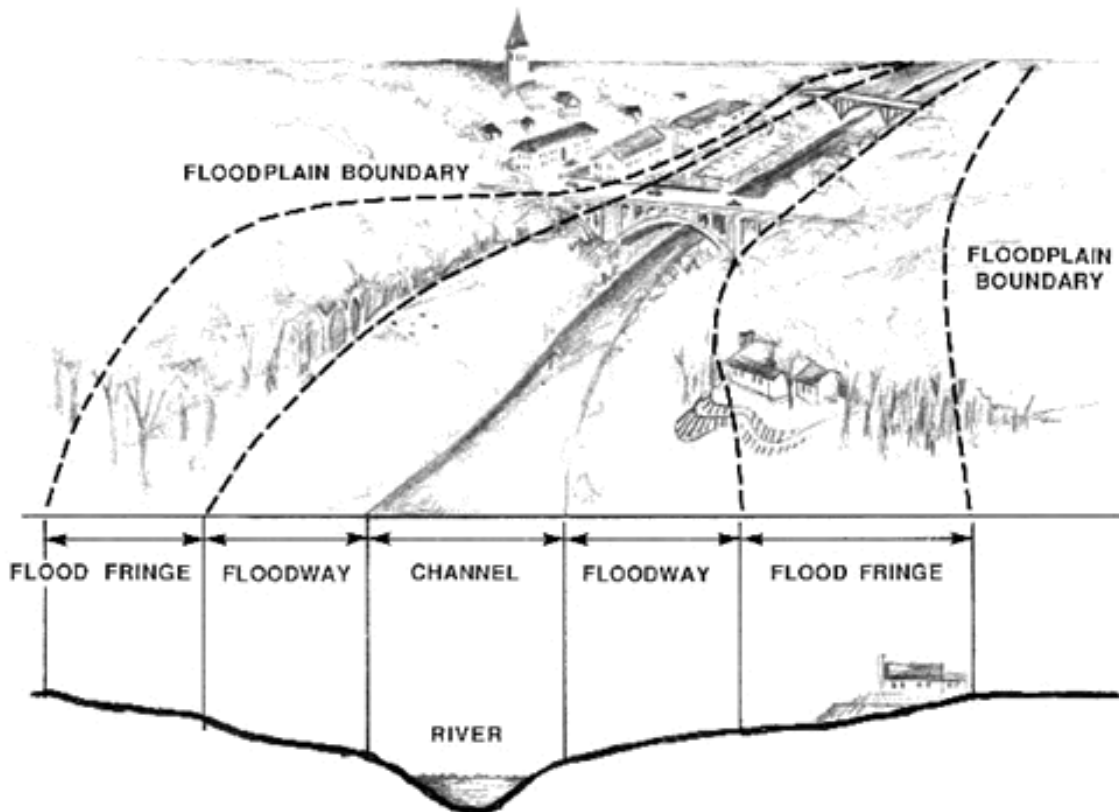 FLOODPLAIN BOUNDARY
FLOODPLAIN
BOUNDARY
FLOOD FRINGE
FLOODWAY
CHANNEL
FLOODWAY
FLOOD FRINGE
RIVER